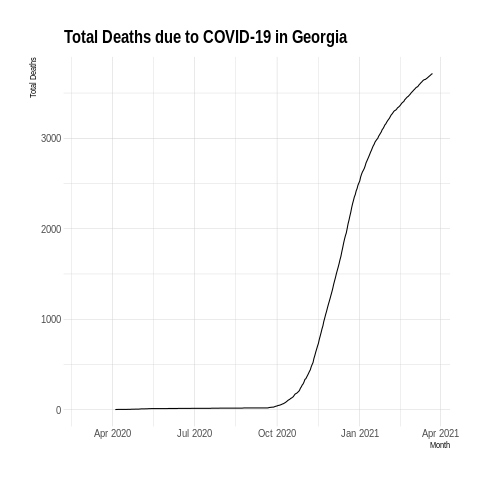 Total Deaths due to COVID-19 in Georgia
Total Deaths
3000
2000
1000
0
Apr 2020 Jul 2020 Oct 2020 Jan 2021 Apr 2021
Month